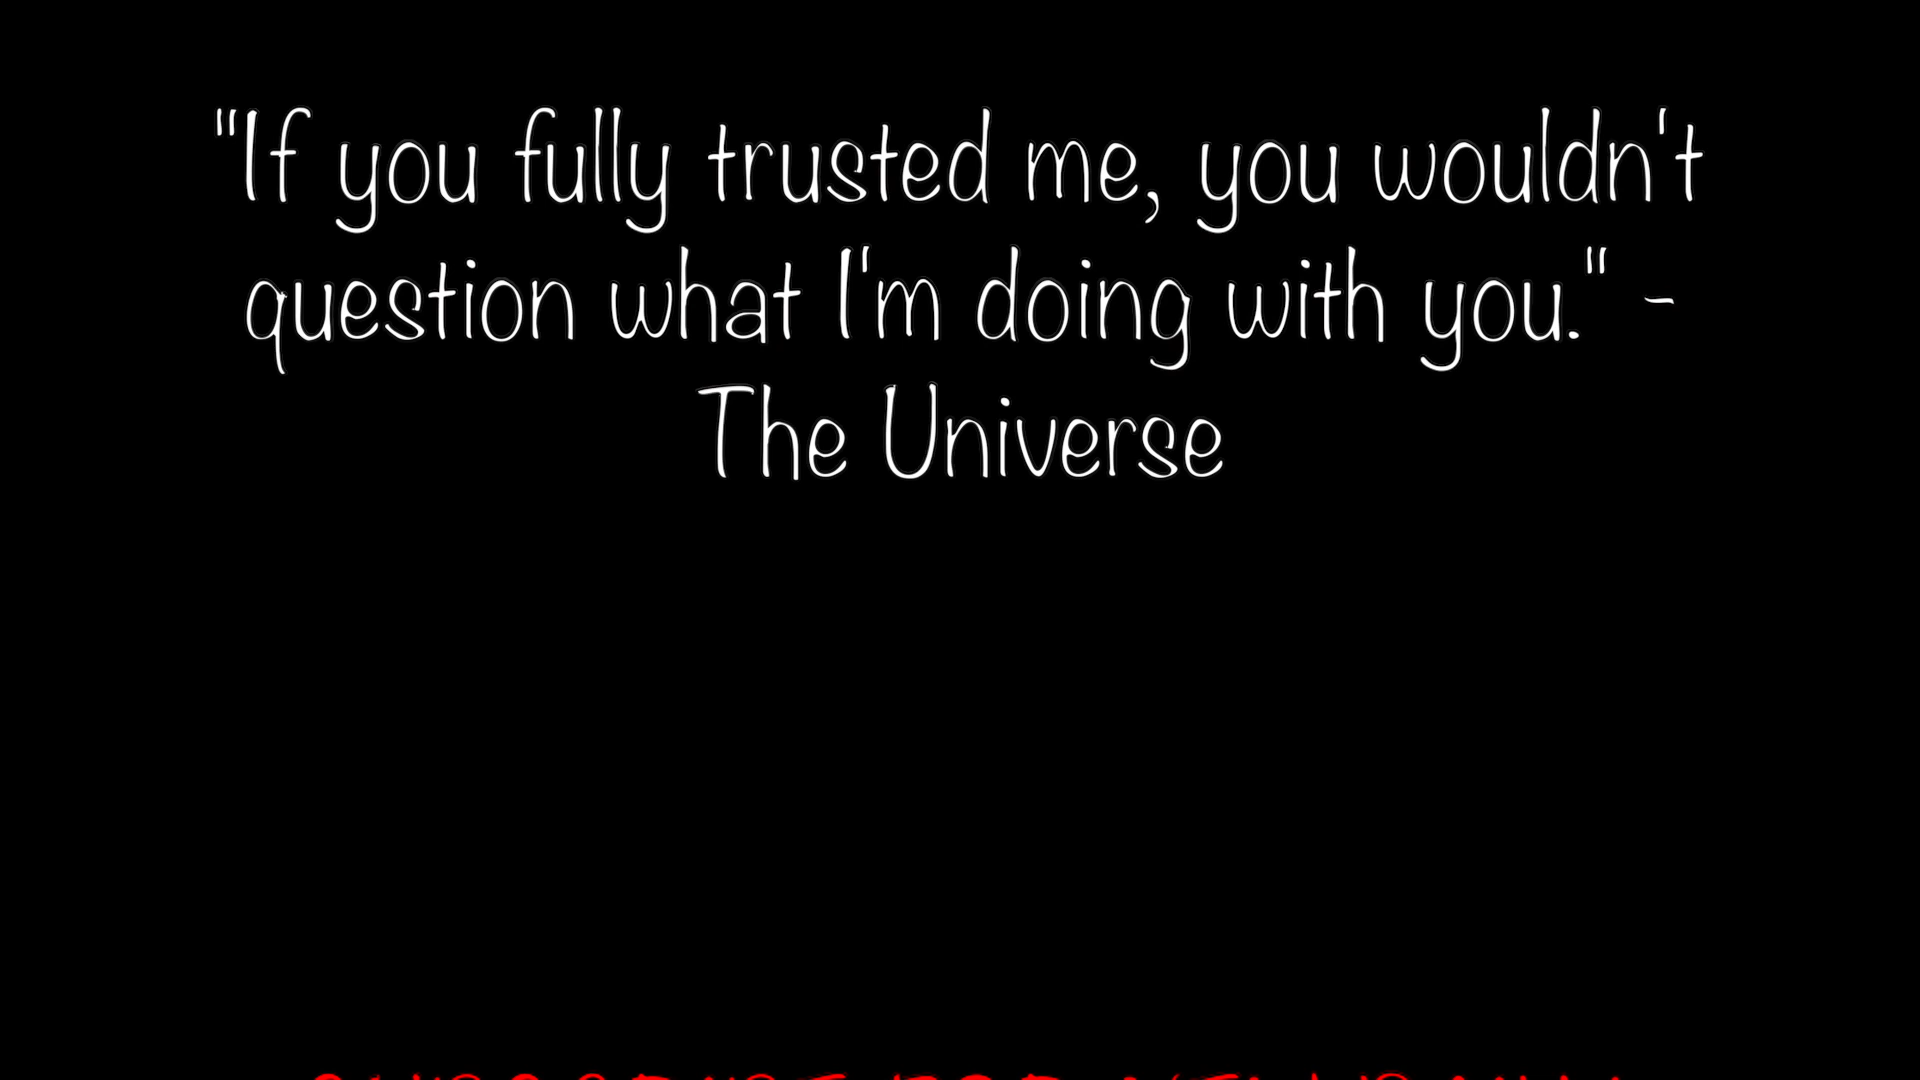 "If you fully trusted me, you wouldn't
question what I'm doing with you." -
The Universe